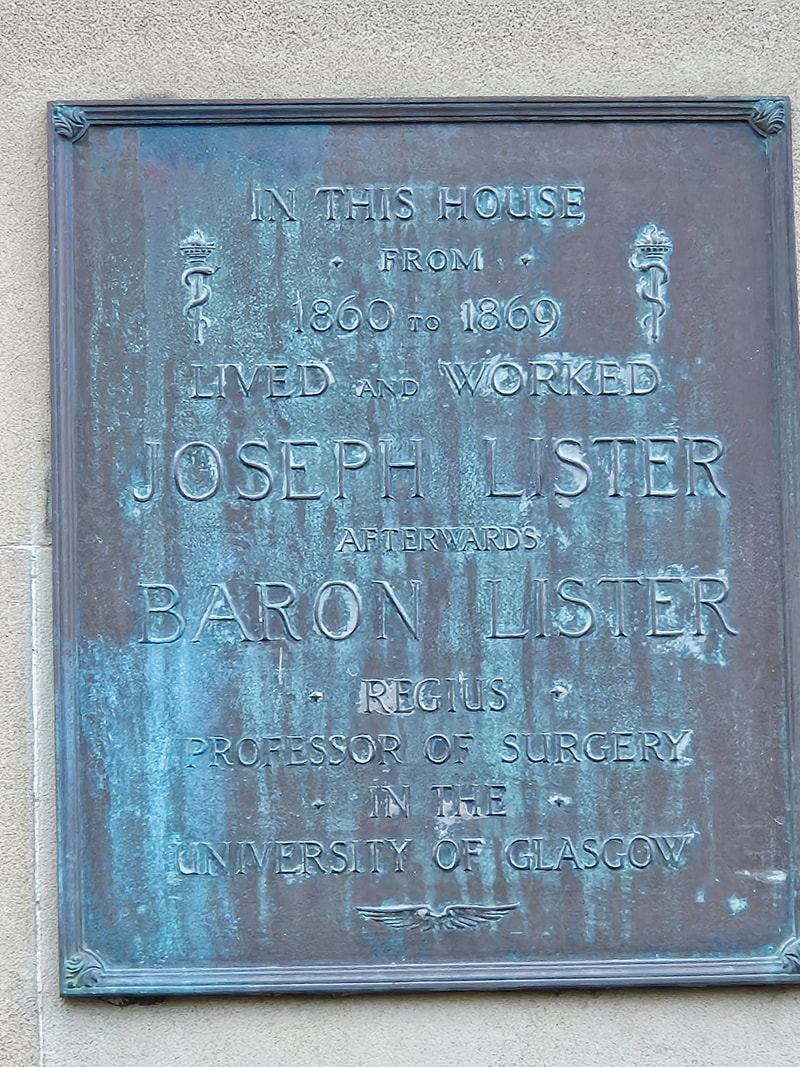 IN THIS HOUSE
FROM
1860 TO 1869
LIVED AND WORKED
JOSEPH LISTER
AFTERWARDS
BARON LISTER
REGIUS
PROFESSOR OF SURGERY
IN THE
UNIVERSITY OF GLASGOW